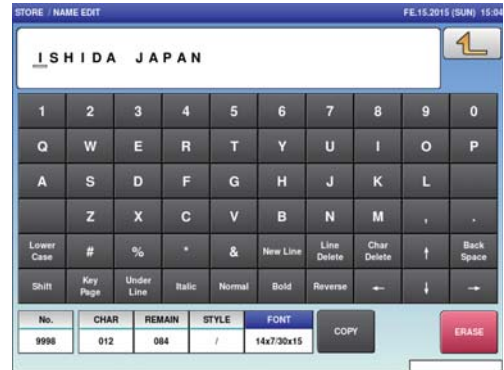 STORE / NAME EDIT FE.15.2015 (SUN) 15:04
ISHIDA JAPAN
1 2 3 4 5 6 7 8 9 0
Q W E R T Y U I O P
A S D F G H J K L
Z X C V B N M , .
Lower Case # % * & New Line Line Delete Char Delete ↑ Back Space
Shift Key Page Under Line Italic Normal Bold Reverse ← ↓ →
No. CHAR REMAIN STYLE FONT COPY ERASE
9998 012 084 / 14x7/30x15